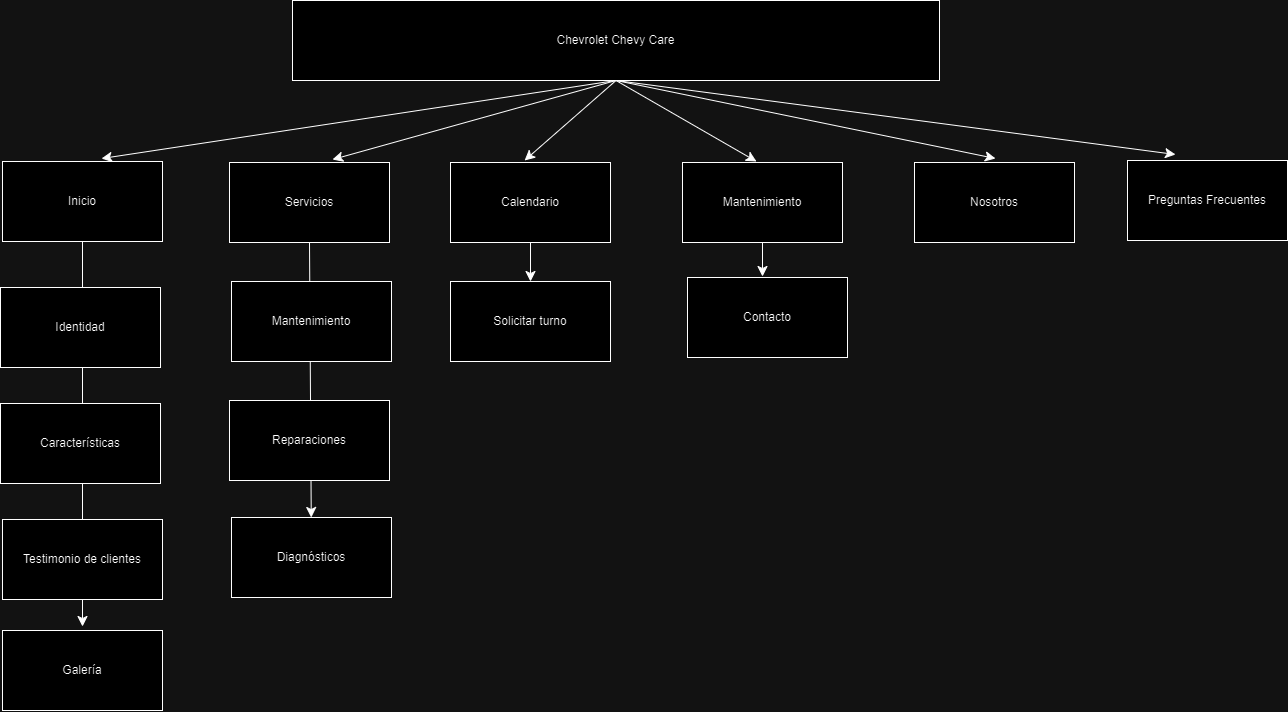 Chevrolet Chevy Care
Inicio
Servicios
Calendario
Mantenimiento
Nosotros
Preguntas Frecuentes
Identidad
Mantenimiento
Solicitar turno
Contacto
Características
Reparaciones
Testimonio de clientes
Diagnósticos
Galería